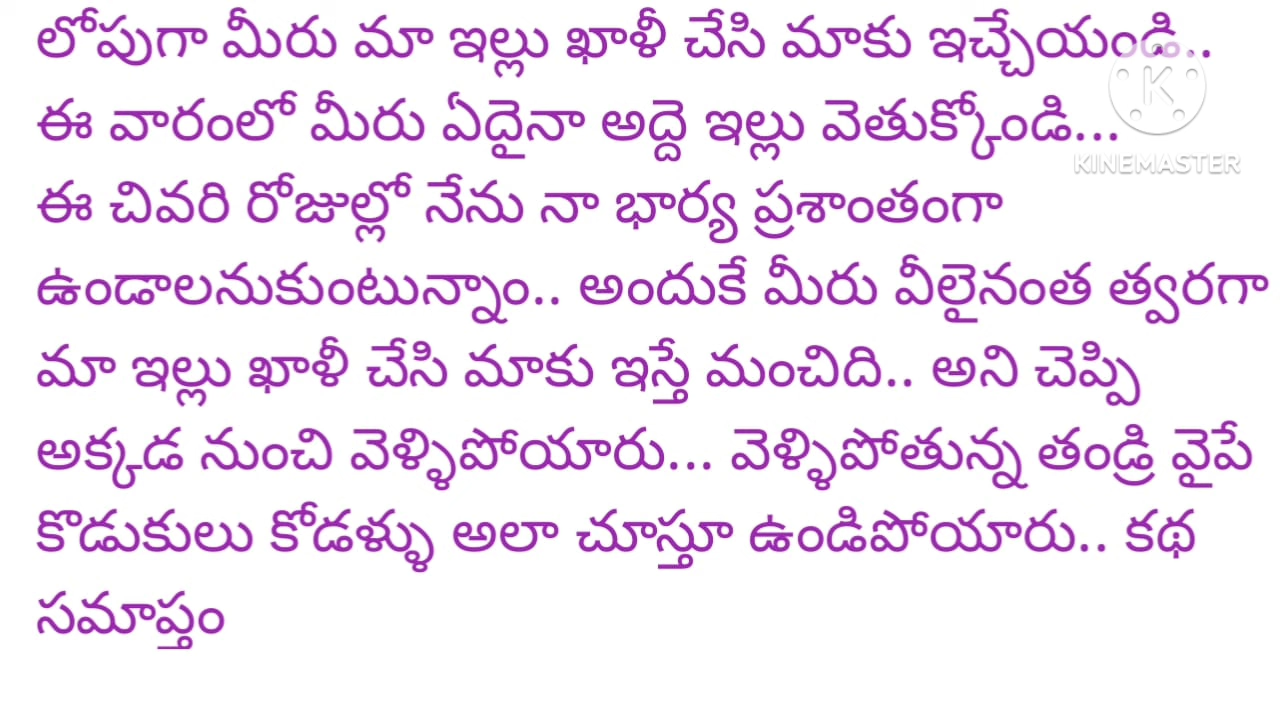 లోపుగా మీరు మా ఇల్లు ఖాళీ చేసి మాకు ఇచ్చేయండి..
ఈ వారంలో మీరు ఏదైనా అద్దె ఇల్లు వెతుక్కోండి...
KINEMASTER
ఈ చివరి రోజుల్లో నేను నా భార్య ప్రశాంతంగా
ఉండాలనుకుంటున్నాం.. అందుకే మీరు వీలైనంత త్వరగా
మా ఇల్లు ఖాళీ చేసి మాకు ఇస్తే మంచిది.. అని చెప్పి
అక్కడ నుంచి వెళ్ళిపోయారు... వెళ్ళిపోతున్న తండ్రి వైపే
కొడుకులు కోడళ్ళు అలా చూస్తూ ఉండిపోయారు.. కథ
సమాప్తం